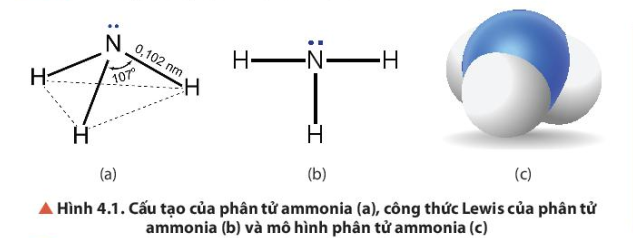 N
0,102 nm
107°
H
H
H
(a)
H
N
H
H
(b)
(c)
▲ Hình 4.1. Cấu tạo của phân tử ammonia (a), công thức Lewis của phân tử
ammonia (b) và mô hình phân tử ammonia (c)